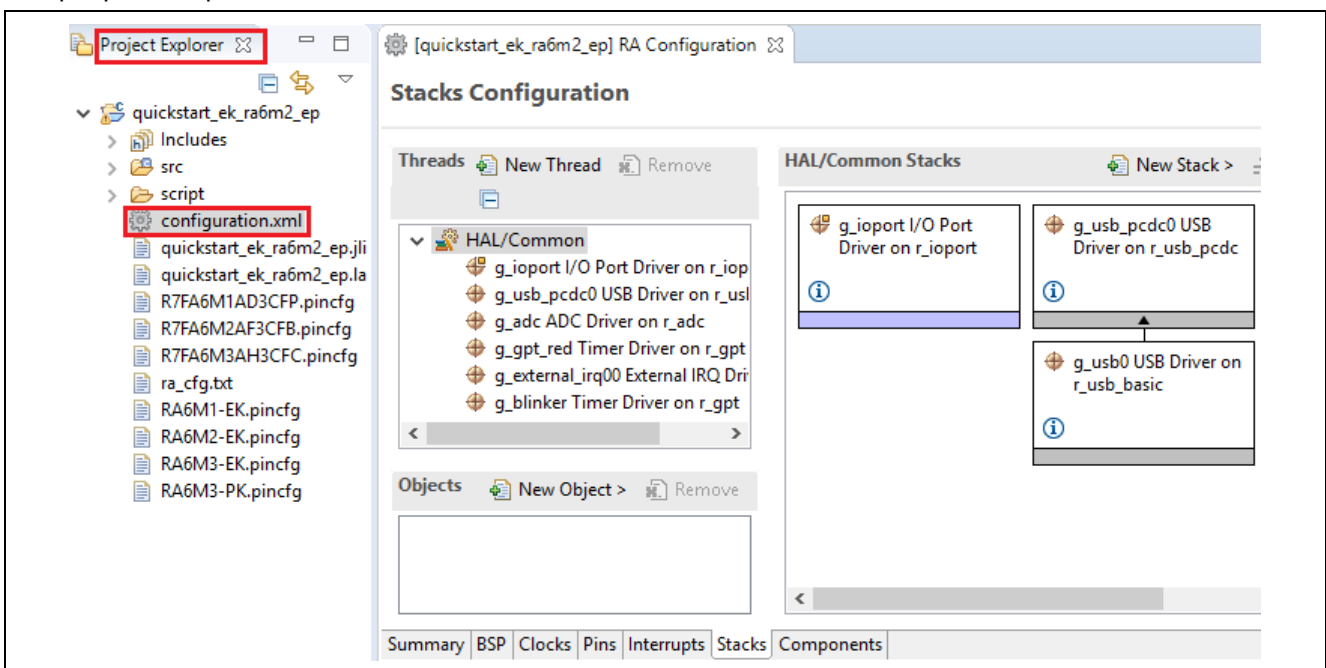 Project Explorer
quickstart_ek_ra6m2_ep
Includes
src
script
configuration.xml
quickstart_ek_ra6m2_ep.jli
quickstart_ek_ra6m2_ep.la
R7FA6M1AD3CFP.pincfg
R7FA6M2AF3CFB.pincfg
R7FA6M3AH3CFC.pincfg
ra_cfg.txt
RA6M1-EK.pincfg
RA6M2-EK.pincfg
RA6M3-EK.pincfg
RA6M3-PK.pincfg
[quickstart_ek_ra6m2_ep] RA Configuration
Stacks Configuration
Threads New Thread Remove
HAL/Common
g_ioport I/O Port Driver on r_iop
g_usb_pcdc0 USB Driver on r_usl
g_adc ADC Driver on r_adc
g_gpt_red Timer Driver on r_gpt
g_external_irq00 External IRQ Dri
g_blinker Timer Driver on r_gpt
Objects New Object > Remove
HAL/Common Stacks New Stack >
g_ioport I/O Port
Driver on r_ioport
g_usb_pcdc0 USB
Driver on r_usb_pcdc
g_usb0 USB Driver on
r_usb_basic
Summary BSP Clocks Pins Interrupts Stacks Components